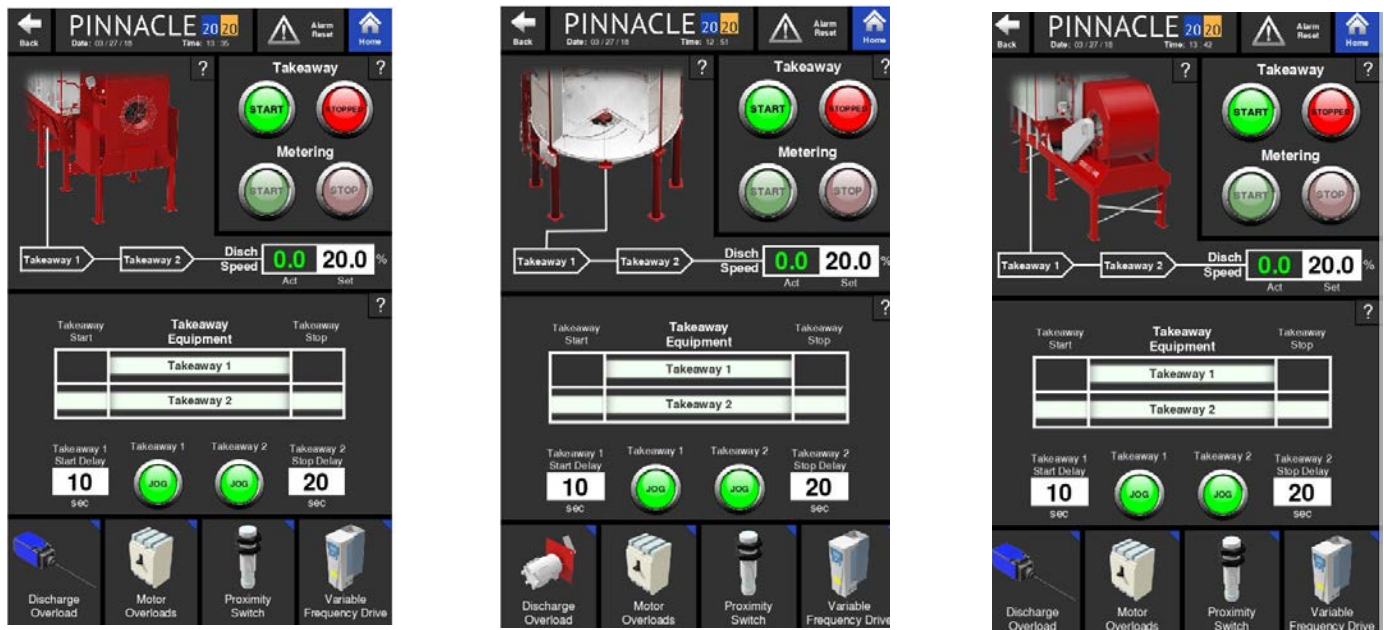 Back
PINNACLE 20 20
Date: 03 / 27 / 18 Time: 13 : 35
Alarm
Reset
Home
?
Takeaway
?
START
STOPPED
Metering
START
STOP
Takeaway 1
Takeaway 2
Disch
Speed
0.0
20.0
%
Act
Set
?
Takeaway
Start
Takeaway
Equipment
Takeaway
Stop
Takeaway 1
Takeaway 2
Takeaway 1
Start Delay
10
sec
Takeaway 1
JOG
Takeaway 2
JOG
Takeaway 2
Stop Delay
20
sec
Discharge
Overload
Motor
Overloads
Proximity
Switch
Variable
Frequency Drive
Back
PINNACLE 20 20
Date: 03 / 27 / 18 Time: 12 : 51
Alarm
Reset
Home
?
Takeaway
?
START
STOPPED
Metering
START
STOP
Takeaway 1
Takeaway 2
Disch
Speed
0.0
20.0
%
Act
Set
?
Takeaway
Start
Takeaway
Equipment
Takeaway
Stop
Takeaway 1
Takeaway 2
Takeaway 1
Start Delay
10
sec
Takeaway 1
JOG
Takeaway 2
JOG
Takeaway 2
Stop Delay
20
sec
Discharge
Overload
Motor
Overloads
Proximity
Switch
Variable
Frequency Drive
Back
PINNACLE 20 20
Date: 03 / 27 / 18 Time: 13 : 42
Alarm
Reset
Home
?
Takeaway
?
START
STOPPED
Metering
START
STOP
Takeaway 1
Takeaway 2
Disch
Speed
0.0
20.0
%
Act
Set
?
Takeaway
Start
Takeaway
Equipment
Takeaway
Stop
Takeaway 1
Takeaway 2
Takeaway 1
Start Delay
10
sec
Takeaway 1
JOG
Takeaway 2
JOG
Takeaway 2
Stop Delay
20
sec
Discharge
Overload
Motor
Overloads
Proximity
Switch
Variable
Frequency Drive